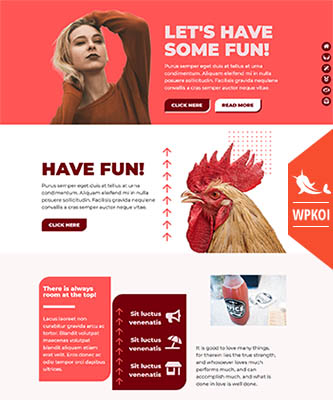 LET'S HAVE
SOME FUN!
Purus semper eget duis at tellus at urna
condimentum. Aliquam eleifend mi in nulla
posuere sollicitudin aliquam ultrices. Facilisis
gravida neque convallis a cras semper auctor neque.
CLICK HERE
READ MORE
HAVE FUN!
Purus semper eget duis at tellus at urna
condimentum. Aliquam eleifend mi in nulla
posuere sollicitudin. Facilisis gravida neque
convallis a cras semper auctor neque vitae.
CLICK HERE
WPKOI
There is always
room at the top!
Lacus laoreet non
curabitur gravida arcu ac
tortor. Blandit volutpat
maecenas volutpat
blandit aliquam etiam
erat velit. Eros donec ac
odio tempor orci dapibus
ultrices.
Sit luctus
venenatis
Sit luctus
venenatis
Sit luctus
venenatis
It is good to love many things,
for therein lies the true strength,
and whosoever loves much
performs much, and can
accomplish much, and what is
done in love is well done.